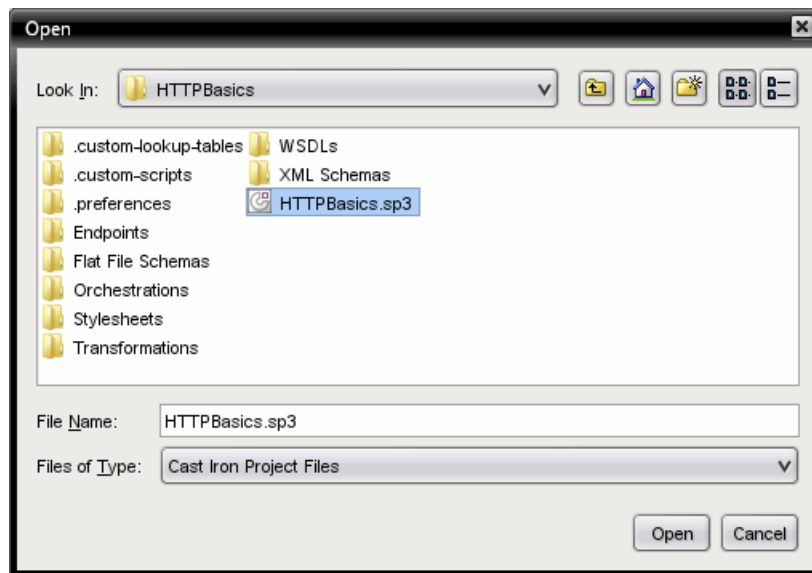 Open
Look In: HTTPBasics
.custom-lookup-tables WSDLs
.custom-scripts XML Schemas
.preferences HTTPBasics.sp3
Endpoints
Flat File Schemas
Orchestrations
Stylesheets
Transformations
File Name: HTTPBasics.sp3
Files of Type: Cast Iron Project Files
Open Cancel